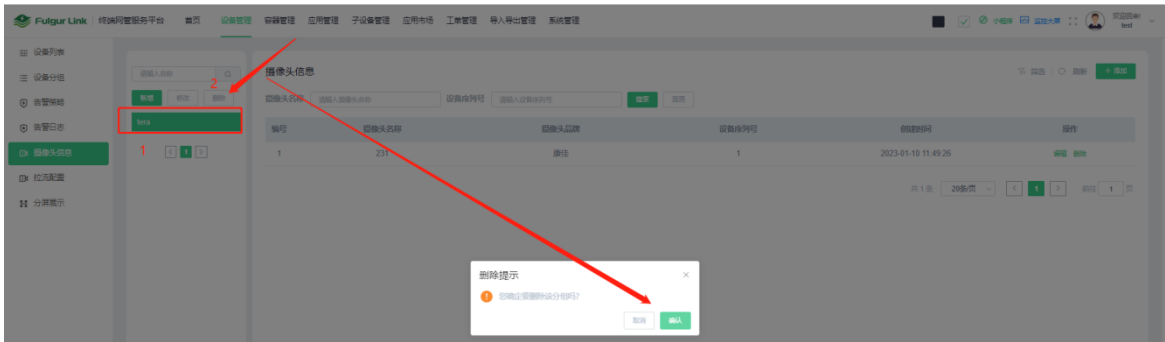 Fulgur Link 终端网管服务平台 首页 设备管理 容器管理 应用管理 子设备管理 应用市场 工单管理 导入导出管理 系统管理 小程序 监控大屏 欢迎您 test
设备列表
设备分组
告警策略
告警日志
摄像头信息
拉流配置
分屏展示
请输入名称
2
新增 修改 删除
tera
1 1
摄像头信息 筛选 刷新 + 添加
摄像头名称 请输入摄像头名称 设备序列号 请输入设备序列号 搜索 重置
编号 摄像头名称 摄像头品牌 设备序列号 创建时间 操作
1 231 1 2023-01-10 11:49:26 编辑 删除
共 1 条 20条/页 1 前往 1 页
删除提示
您确定要删除该分组吗?
取消 确认